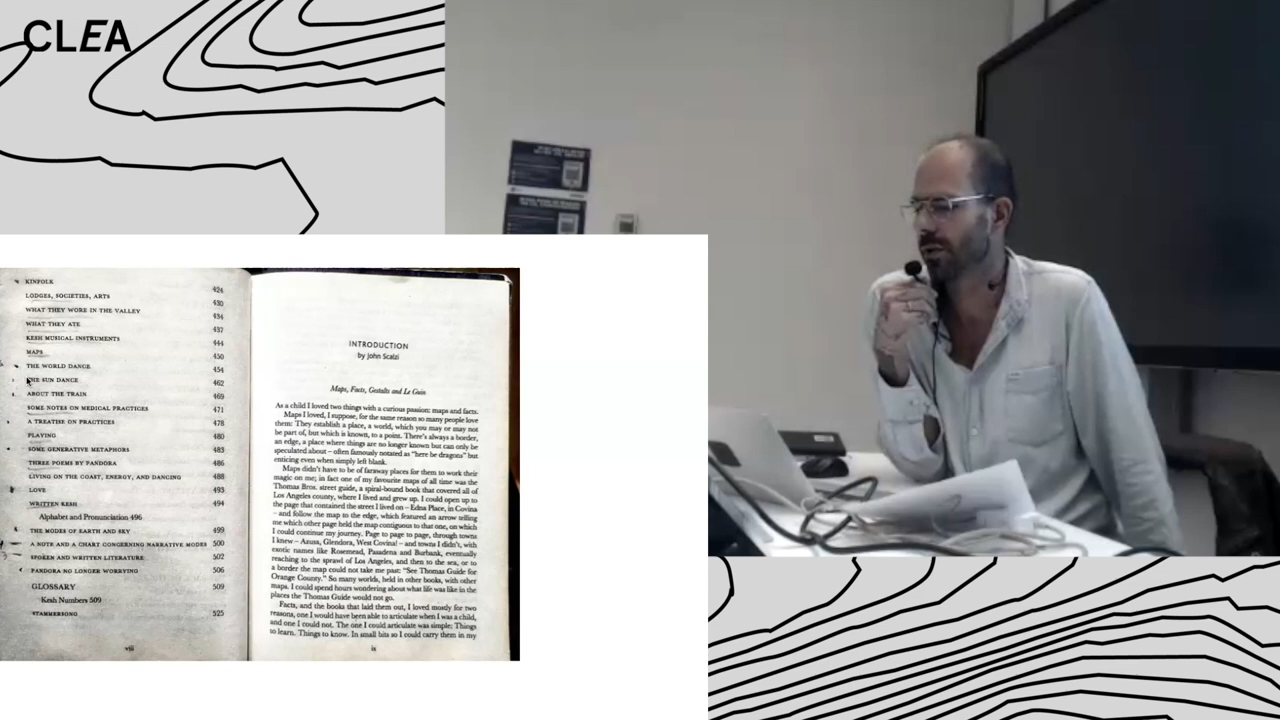 CLEA
KINFOLK 424
LODGES, SOCIETIES, ARTS 430
WHAT THEY WORE IN THE VALLEY 434
WHAT THEY ATE 437
KESH MUSICAL INSTRUMENTS 444
MAPS 450
THE WORLD DANCE 454
THE SUN DANCE 462
ABOUT THE TRAIN 469
SOME NOTES ON MEDICAL PRACTICES 471
A TREATISE ON PRACTICES 478
PLAYING 480
SOME GENERATIVE METAPHORS 483
THREE POEMS BY PANDORA 486
LIVING ON THE COAST, ENERGY, AND DANCING 488
LOVE 493
WRITTEN KESH 494
Alphabet and Pronunciation 496
THE MODES OF EARTH AND SKY 499
A NOTE AND A CHART CONCERNING NARRATIVE MODES 500
SPOKEN AND WRITTEN LITERATURE 502
PANDORA NO LONGER WORRYING 506
GLOSSARY 509
Kesh Numbers 509
STAMMERSONG 525
viii
INTRODUCTION
by John Scalzi
Maps, Facts, Gestalts and Le Guin
As a child I loved two things with a curious passion: maps and facts.
Maps I loved, I suppose, for the same reason so many people love
them: They establish a place, a world, which you may or may not
be part of, but which is known, to a point. There's always a border,
an edge, a place where things are no longer known but can only be
speculated about – often famously notated as "here be dragons" but
enticing even when simply left blank.
Maps didn't have to be of faraway places for them to work their
magic on me; in fact one of my favourite maps of all time was the
Thomas Bros. street guide, a spiral-bound book that covered all of
Los Angeles county, where I lived and grew up. I could open up to
the page that contained the street I lived on – Edna Place, in Covina
– and follow the map to the edge, which featured an arrow telling
me which other page held the map contiguous to that one, on which
I could continue my journey. Page to page to page, through towns
I knew – Azusa, Glendora, West Covina! – and towns I didn't, with
exotic names like Rosemead, Pasadena and Burbank, eventually
reaching to the sprawl of Los Angeles, and then to the sea, or to
a border the map could not take me past: "See Thomas Guide for
Orange County." So many worlds, held in other books, with other
maps. I could spend hours wondering about what life was like in the
places the Thomas Guide would not go.
Facts, and the books that laid them out, I loved mostly for two
reasons, one I would have been able to articulate when I was a child,
and one I could not. The one I could articulate was simple: Things
to learn. Things to know. In small bits so I could carry them in my
ix